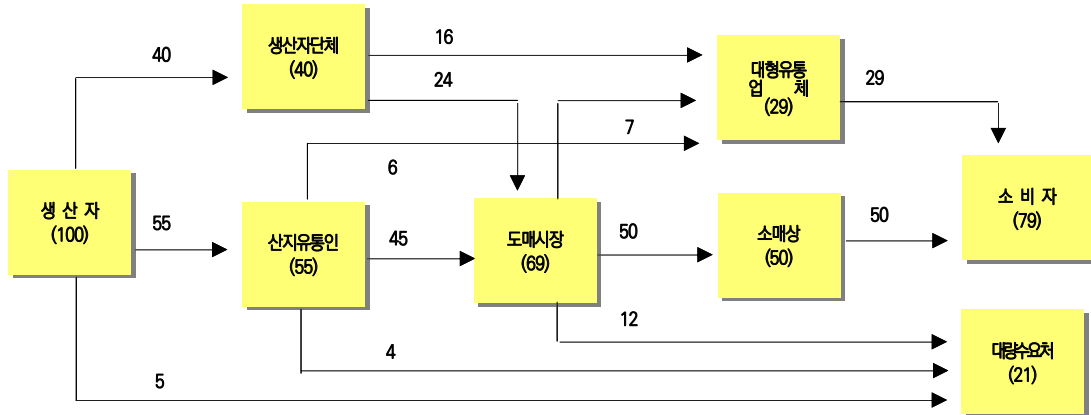 생산자단체
(40)
40
16
24
대형유통
업 체
(29)
29
7
6
생 산 자
(100)
55
산지유통인
(55)
45
도매시장
(69)
50
소매상
(50)
50
소 비 자
(79)
12
4
5
대량수요처
(21)